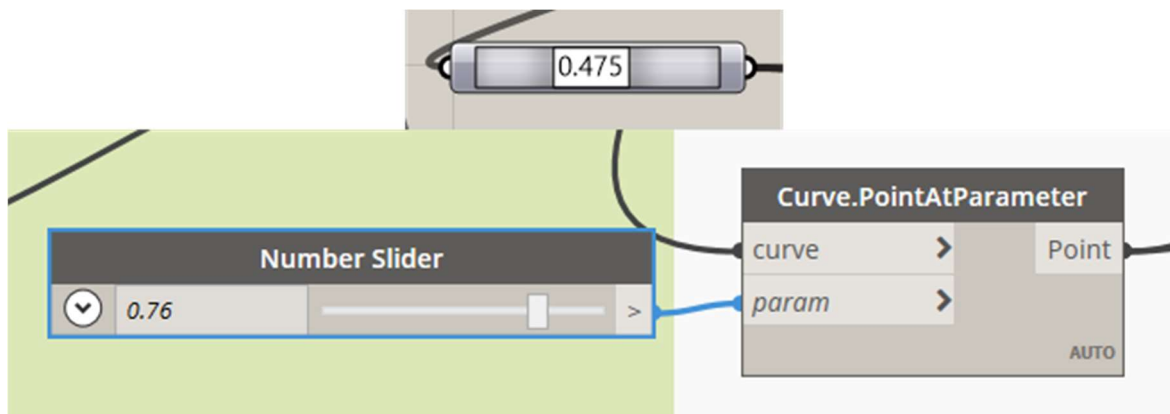 0.475
Curve.PointAtParameter
curve > Point
Number Slider
0.76 >
param >
AUTO